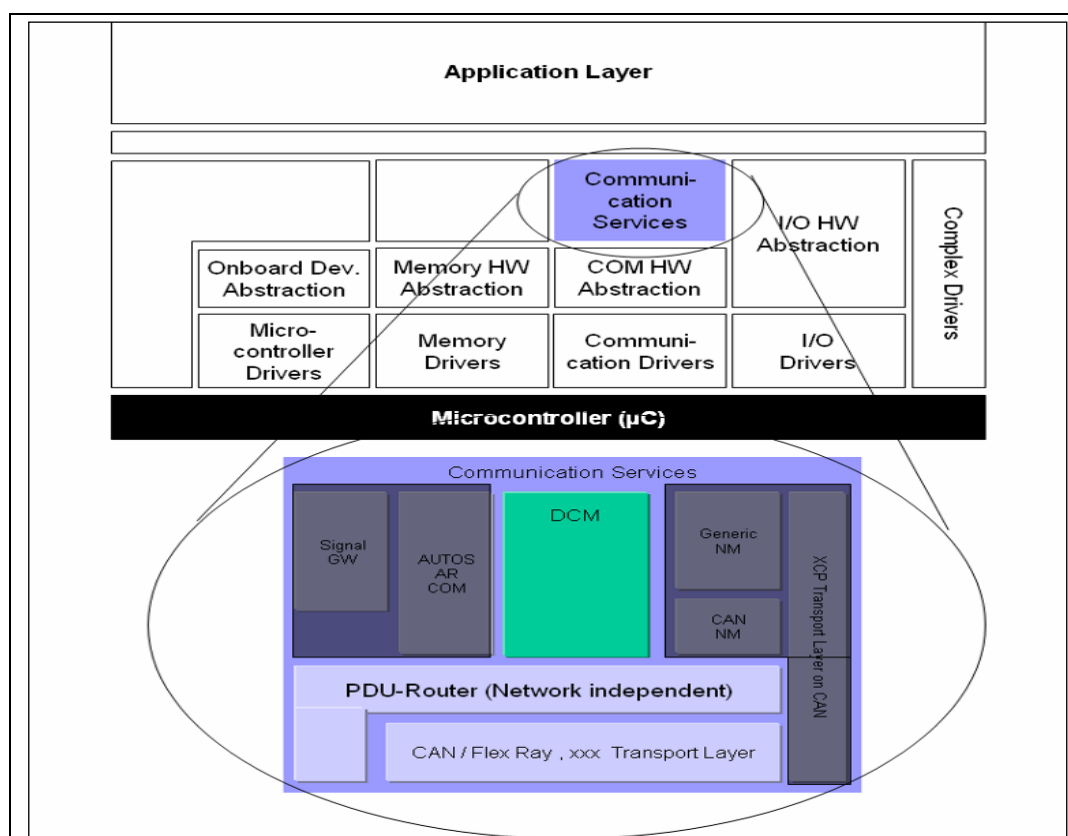 Application Layer
Communi-
cation
Services
I/O HW
Abstraction
Complex Drivers
Onboard Dev.
Abstraction
Memory HW
Abstraction
COM HW
Abstraction
Micro-
controller
Drivers
Memory
Drivers
Communi-
cation Drivers
I/O
Drivers
Microcontroller (µC)
Communication Services
Signal
GW
AUTOS
AR
COM
DCM
Generic
NM
CAN
NM
XCP Transport Layer on CAN
PDU-Router (Network independent)
CAN / Flex Ray , xxx Transport Layer